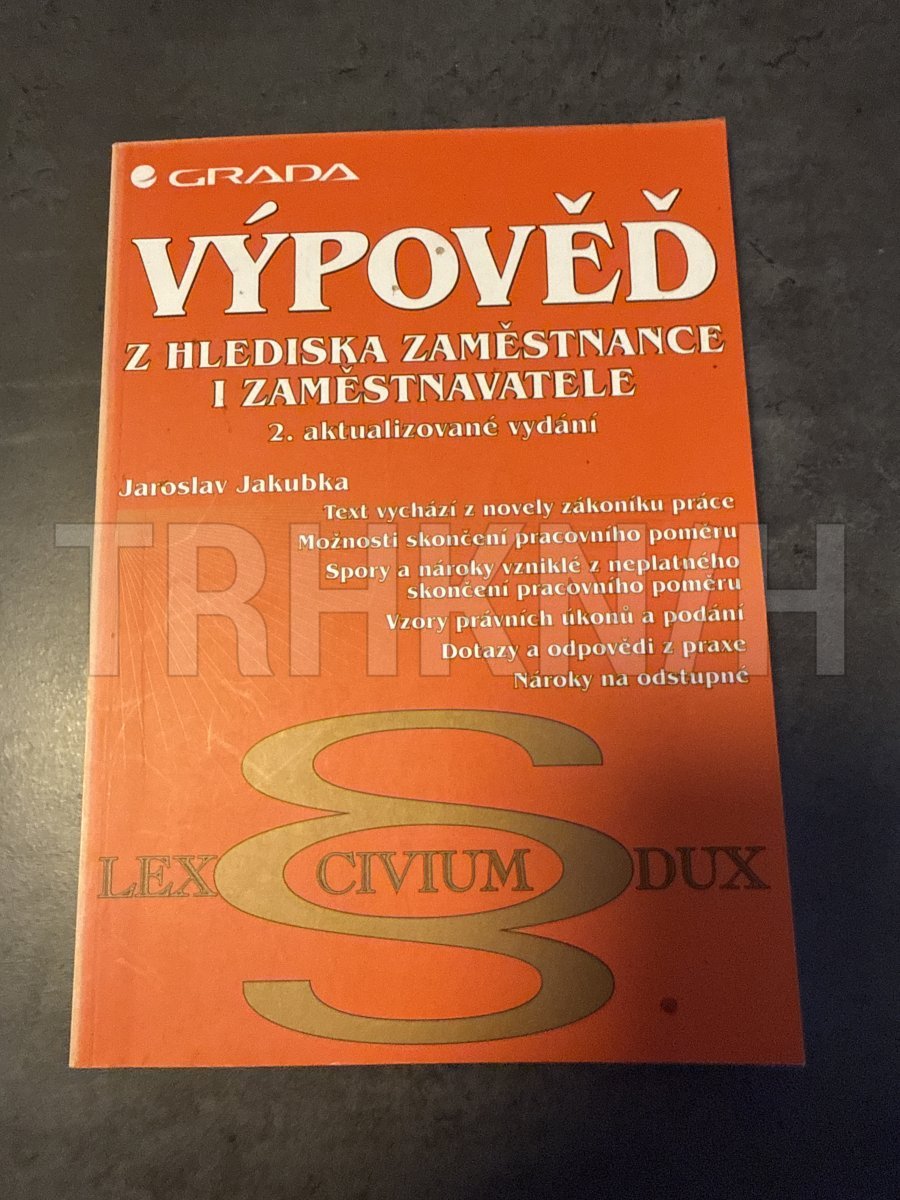 GRADA
VÝPOVĚĎ
Z HLEDISKA ZAMĚSTNANCE
I ZAMĚSTNAVATELE
2. aktualizované vydání
Jaroslav Jakubka
Text vychází z novely zákoníku práce
Možnosti skončení pracovního poměru
Spory a nároky vzniklé z neplatného
skončení pracovního poměru
Vzory právních úkonů a podání
Dotazy a odpovědi z praxe
Nároky na odstupné
TRHKNIH
§
LEX CIVIUM DUX